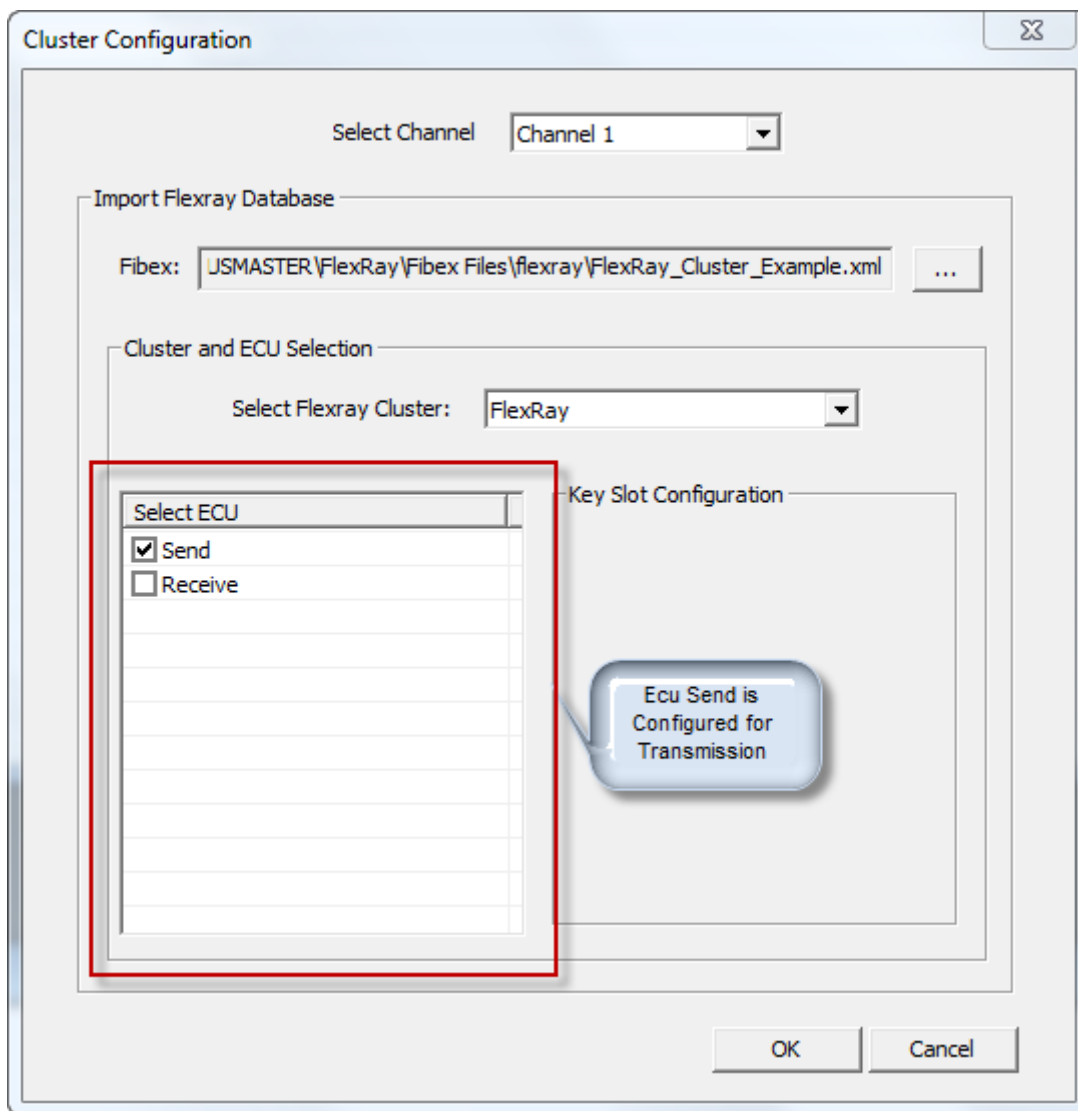 Cluster Configuration
Select Channel
Channel 1
Import Flexray Database
Fibex:
USMASTER\FlexRay\Fibex Files\flexray\FlexRay_Cluster_Example.xml
...
Cluster and ECU Selection
Select Flexray Cluster:
FlexRay
Select ECU
Send
Receive
Key Slot Configuration
Ecu Send is
Configured for
Transmission
OK
Cancel